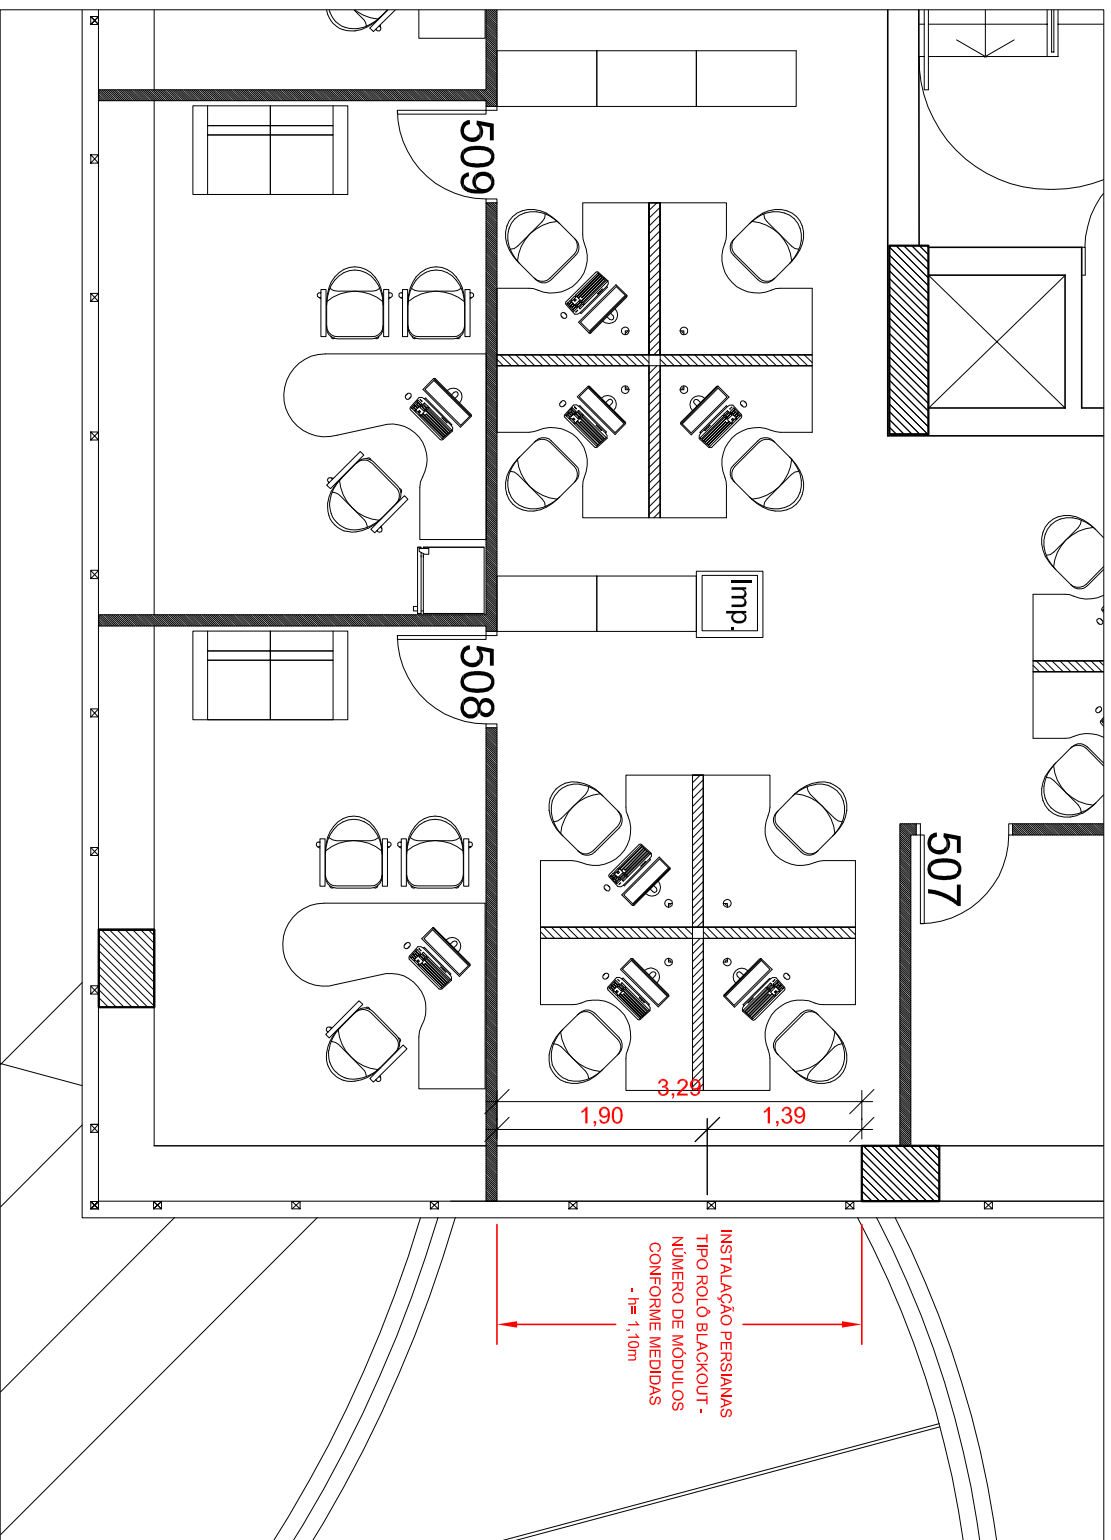 509
Imp.
508
507
3,29
1,90
1,39
INSTALAÇÃO PERSIANAS
TIPO ROLÔ BLACKOUT -
NÚMERO DE MÓDULOS
CONFORME MEDIDAS
- h= 1,10m